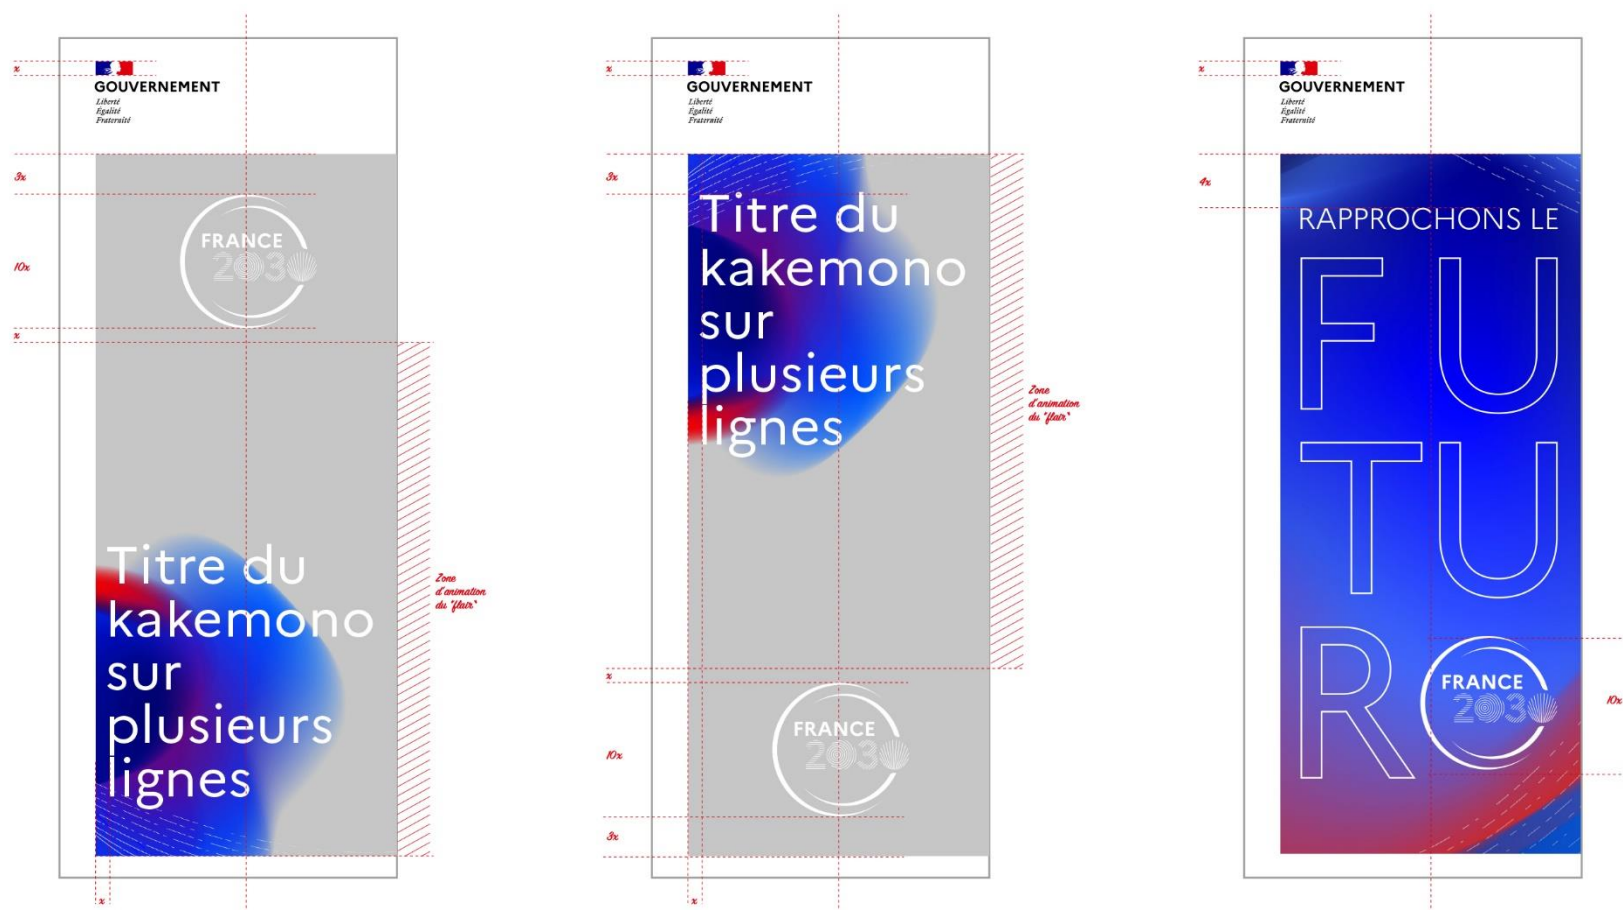 x
GOUVERNEMENT
Liberté
Égalité
Fraternité
3x
FRANCE
2030
10x
x
Titre du
kakemono
sur
plusieurs
lignes
Zone
d'animation
du "flair"
x
x
GOUVERNEMENT
Liberté
Égalité
Fraternité
3x
Titre du
kakemono
sur
plusieurs
lignes
Zone
d'animation
du "flair"
x
FRANCE
2030
10x
3x
x
x
GOUVERNEMENT
Liberté
Égalité
Fraternité
4x
RAPPROCHONS LE
FU
TU
R
FRANCE
2030
10x